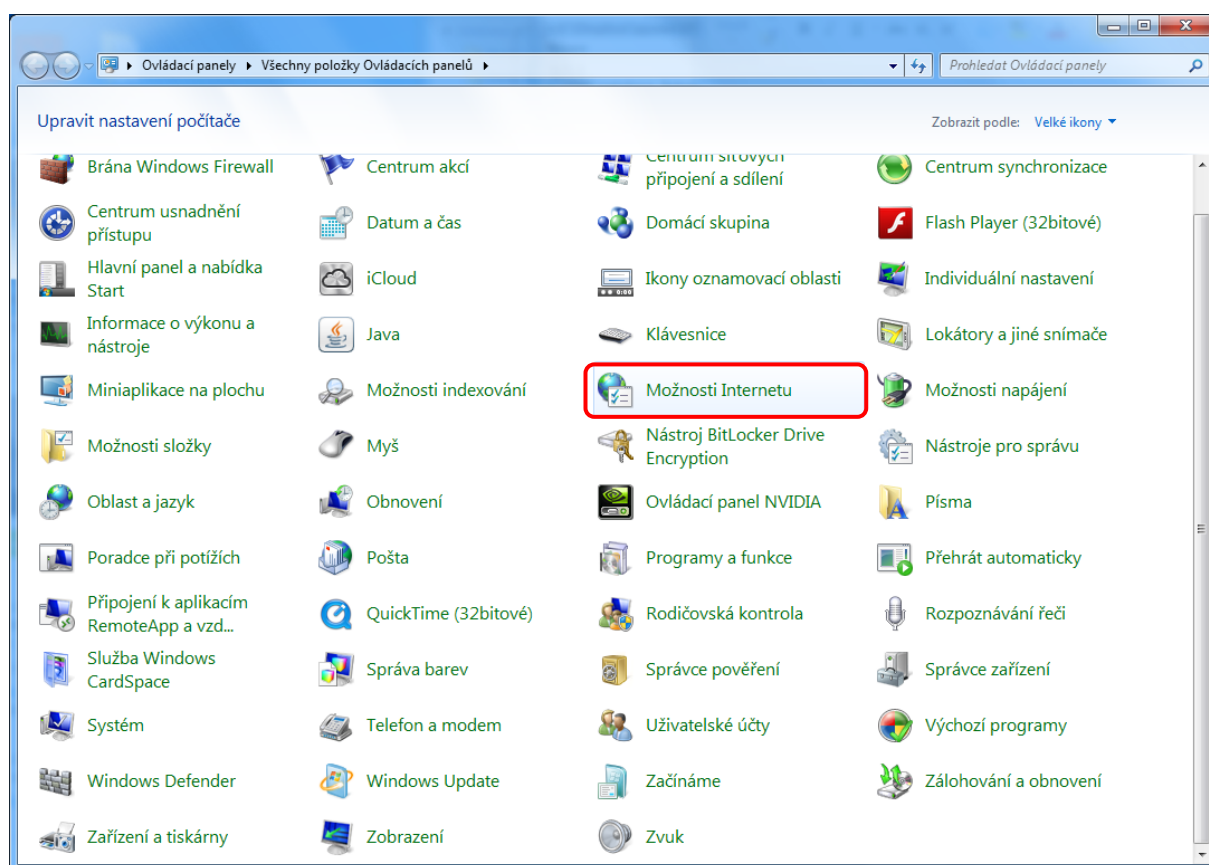 Ovládací panely ▸ Všechny položky Ovládacích panelů ▸
Prohledat Ovládací panely
Upravit nastavení počítače
Zobrazit podle: Velké ikony
Brána Windows Firewall
Centrum akcí
Centrum síťových
připojení a sdílení
Centrum synchronizace
Centrum usnadnění
přístupu
Datum a čas
Domácí skupina
Flash Player (32bitové)
Hlavní panel a nabídka
Start
iCloud
Ikony oznamovací oblasti
Individuální nastavení
Informace o výkonu a
nástroje
Java
Klávesnice
Lokátory a jiné snímače
Miniaplikace na plochu
Možnosti indexování
Možnosti Internetu
Možnosti napájení
Možnosti složky
Myš
Nástroj BitLocker Drive
Encryption
Nástroje pro správu
Oblast a jazyk
Obnovení
Ovládací panel NVIDIA
Písma
Poradce při potížích
Pošta
Programy a funkce
Přehrát automaticky
Připojení k aplikacím
RemoteApp a vzd...
QuickTime (32bitové)
Rodičovská kontrola
Rozpoznávání řeči
Služba Windows
CardSpace
Správa barev
Správce pověření
Správce zařízení
Systém
Telefon a modem
Uživatelské účty
Výchozí programy
Windows Defender
Windows Update
Začínáme
Zálohování a obnovení
Zařízení a tiskárny
Zobrazení
Zvuk